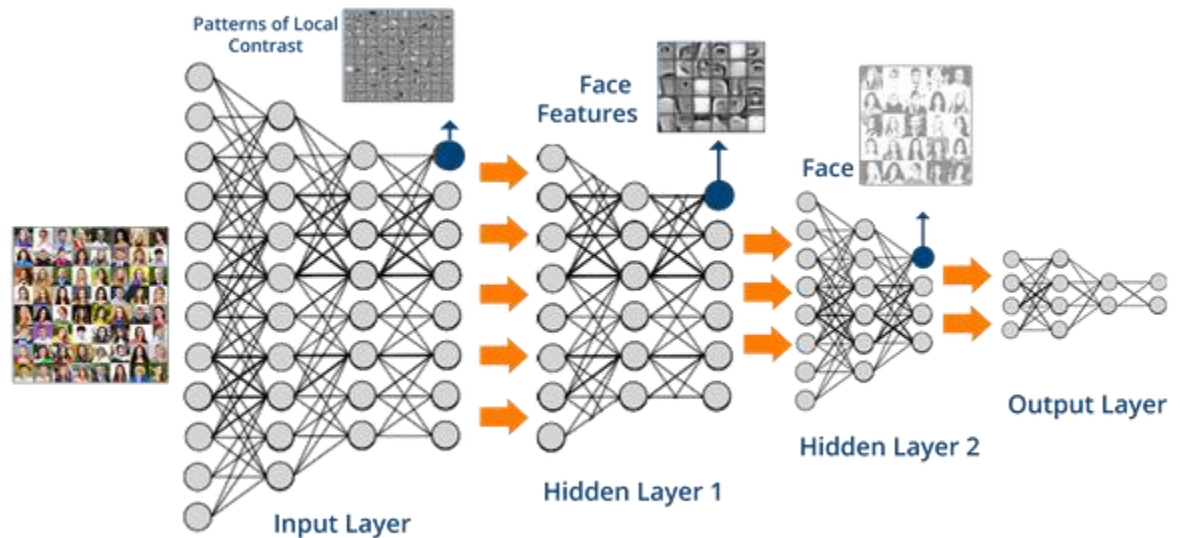 Patterns of Local
Contrast
Face
Features
Face
Input Layer
Hidden Layer 1
Hidden Layer 2
Output Layer